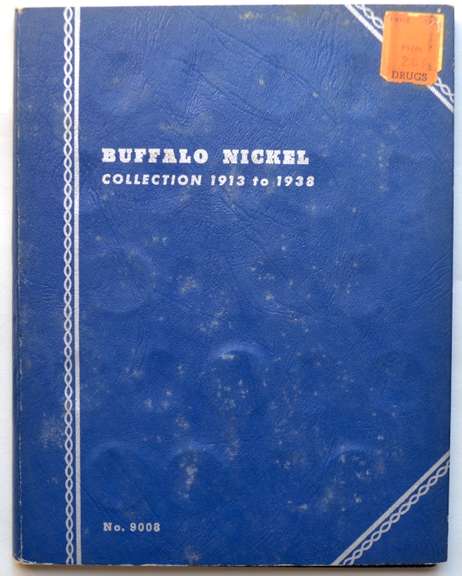 DRUGS
BUFFALO NICKEL
COLLECTION 1913 to 1938
No. 9008